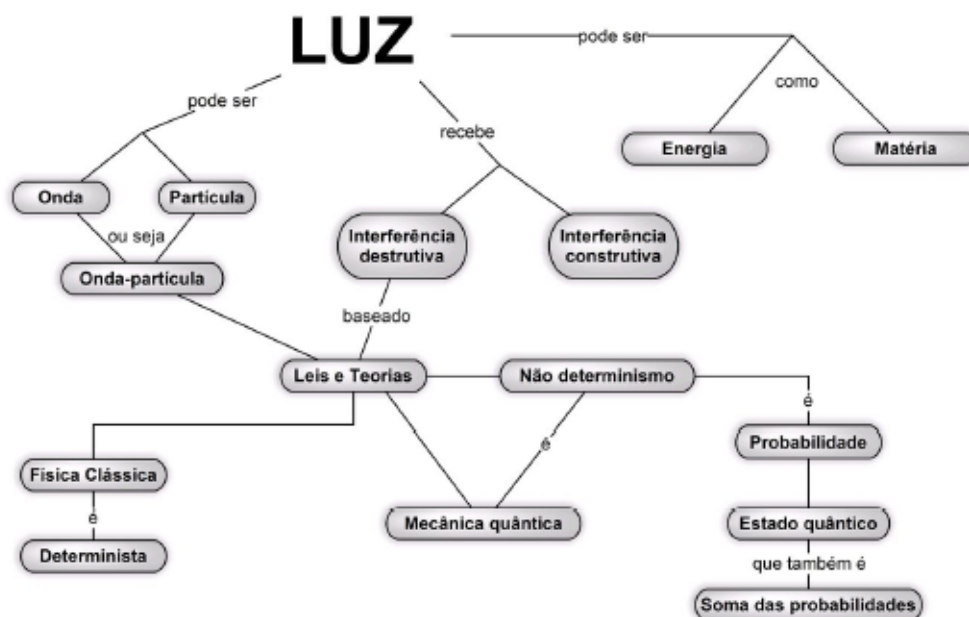 LUZ
pode ser
pode ser
como
recebe
Energia
Matéria
Onda
Partícula
ou seja
Interferência
destrutiva
Interferência
construtiva
Onda-partícula
baseado
Leis e Teorias
Não determinismo
é
é
Probabilidade
Física Clássica
é
Mecânica quântica
Estado quântico
Determinista
que também é
Soma das probabilidades